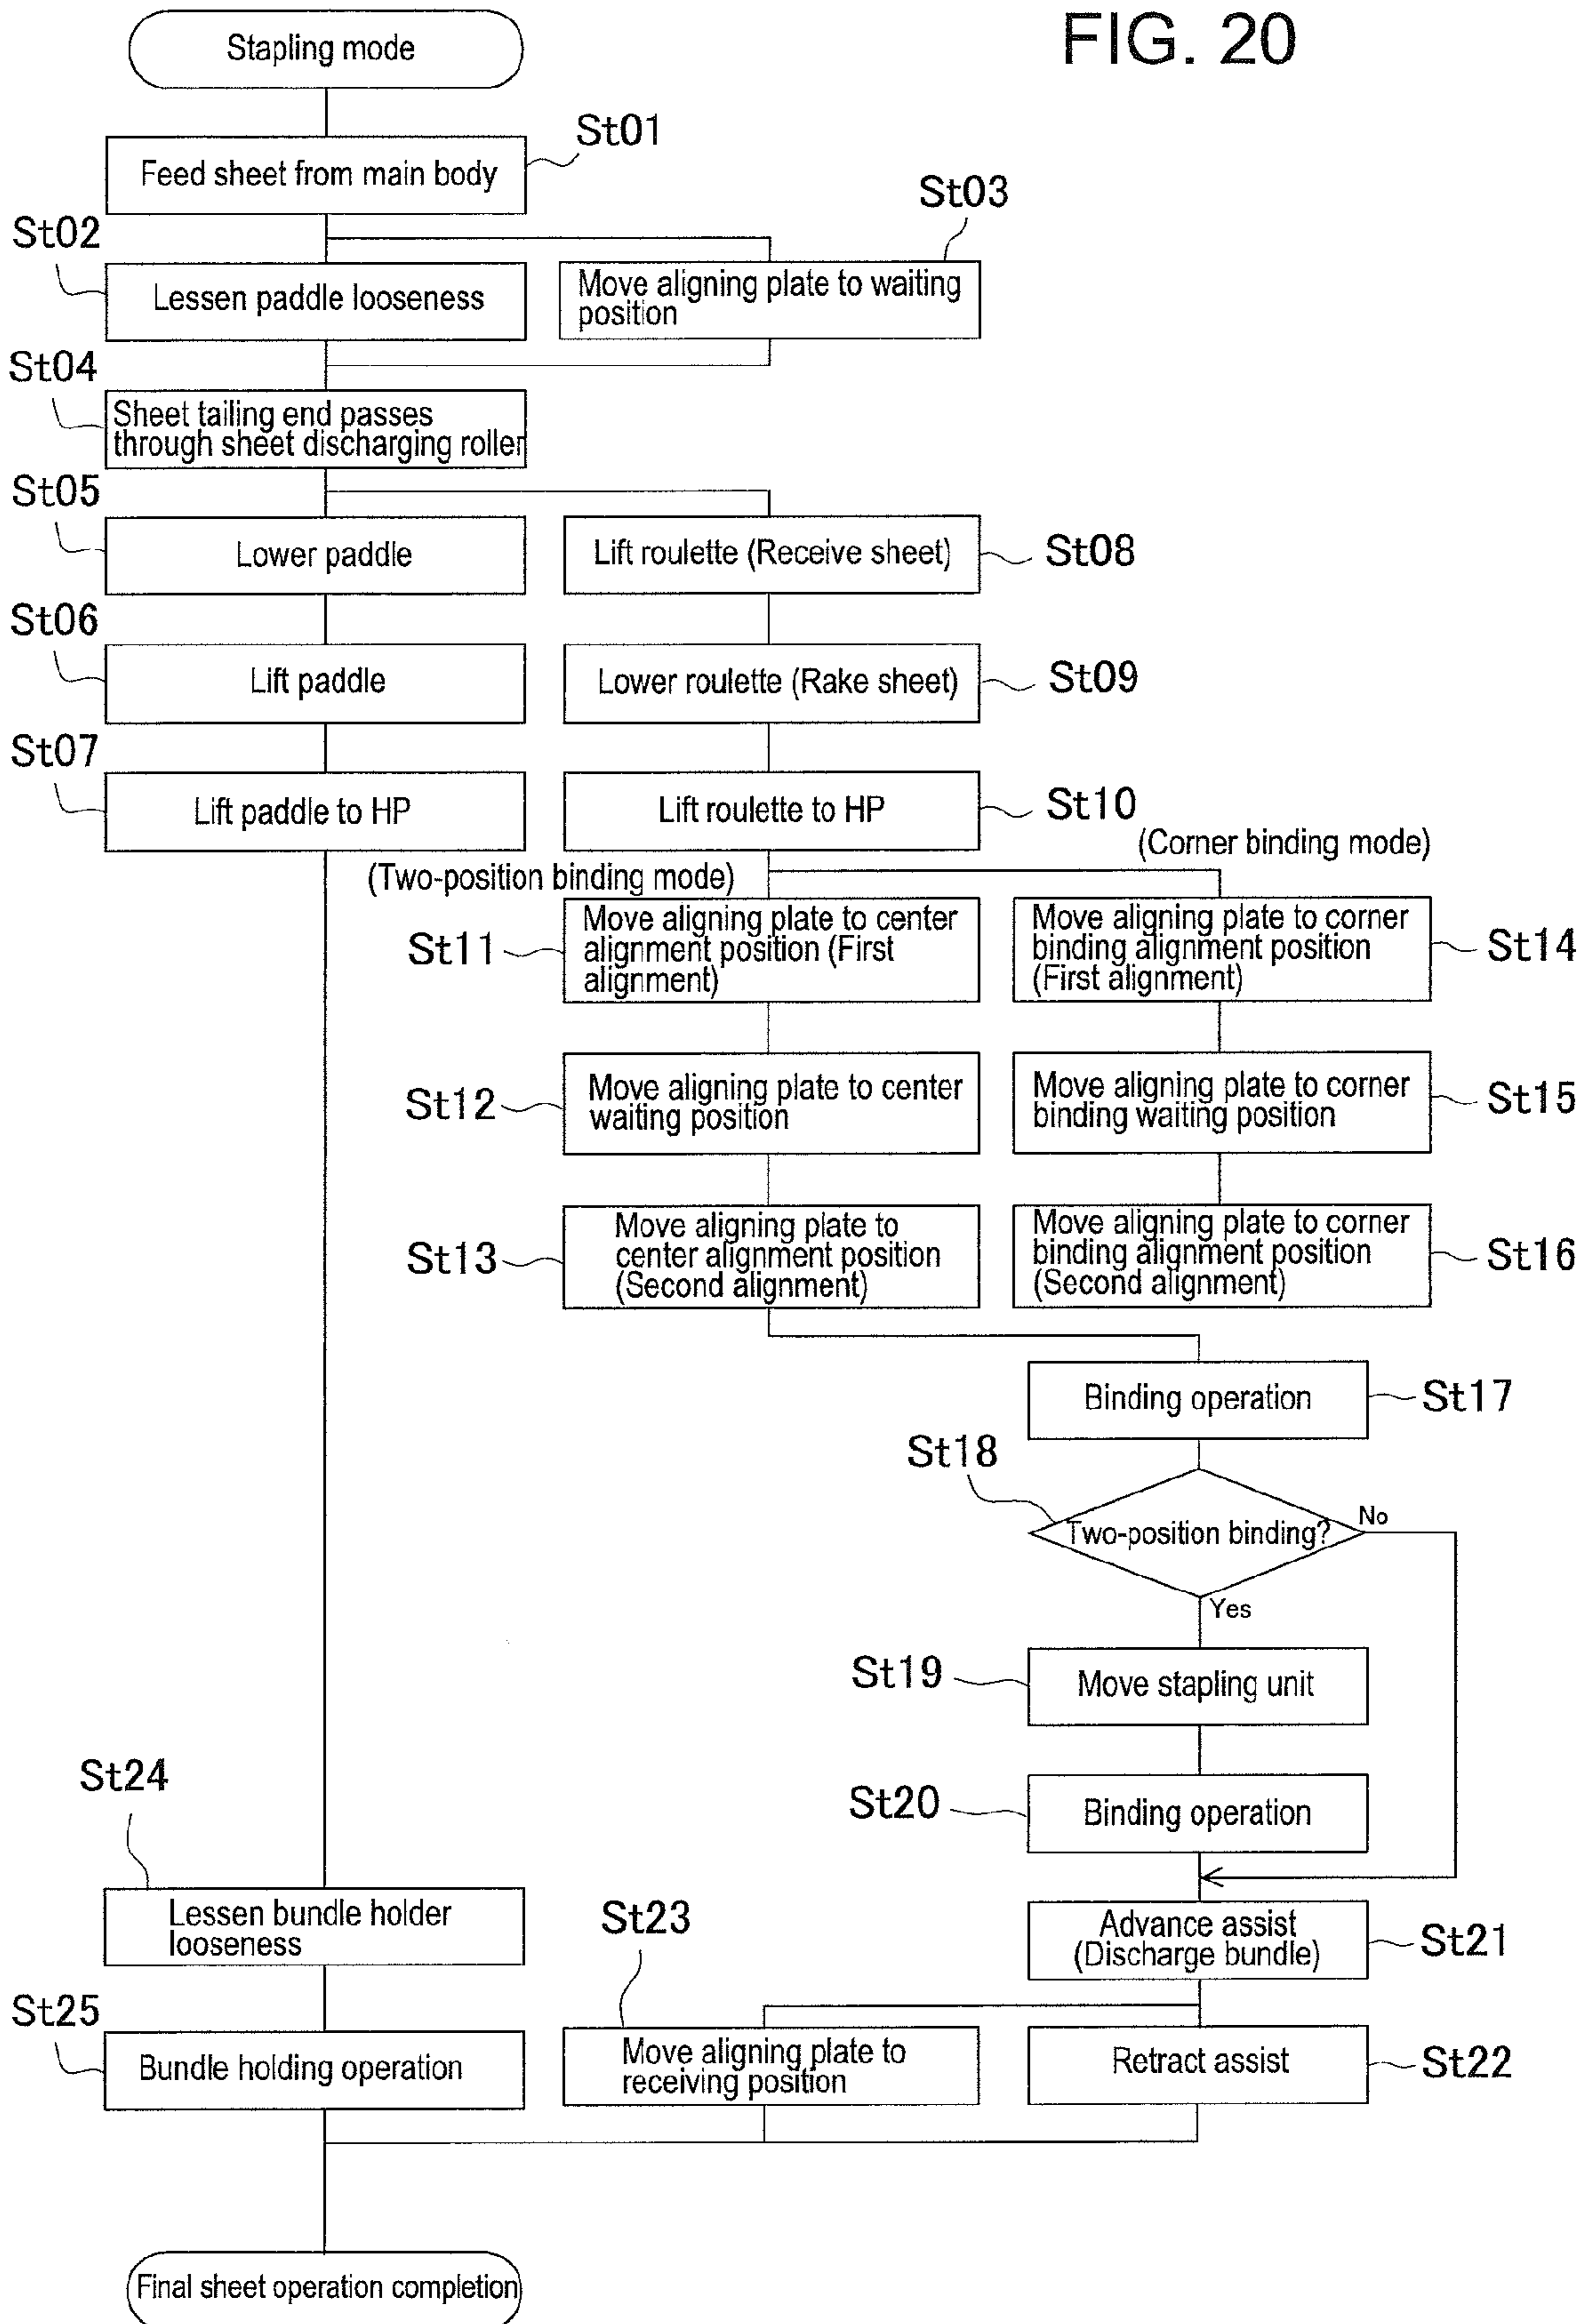 FIG. 20
Stapling mode
St01
Feed sheet from main body
St03
St02
Lessen paddle looseness
Move aligning plate to waiting
position
St04
Sheet tailing end passes
through sheet discharging roller
St05
Lower paddle
Lift roulette (Receive sheet)
St08
St06
Lift paddle
Lower roulette (Rake sheet)
St09
St07
Lift paddle to HP
Lift roulette to HP
St10
(Two-position binding mode)
(Corner binding mode)
St11
Move aligning plate to center
alignment position (First
alignment)
Move aligning plate to corner
binding alignment position
(First alignment)
St14
St12
Move aligning plate to center
waiting position
Move aligning plate to corner
binding waiting position
St15
St13
Move aligning plate to
center alignment position
(Second alignment)
Move aligning plate to corner
binding alignment position
(Second alignment)
St16
Binding operation
St17
St18
Two-position binding?
No
Yes
St19
Move stapling unit
St20
Binding operation
St24
Lessen bundle holder
looseness
St23
Advance assist
(Discharge bundle)
St21
St25
Bundle holding operation
Move aligning plate to
receiving position
Retract assist
St22
Final sheet operation completion